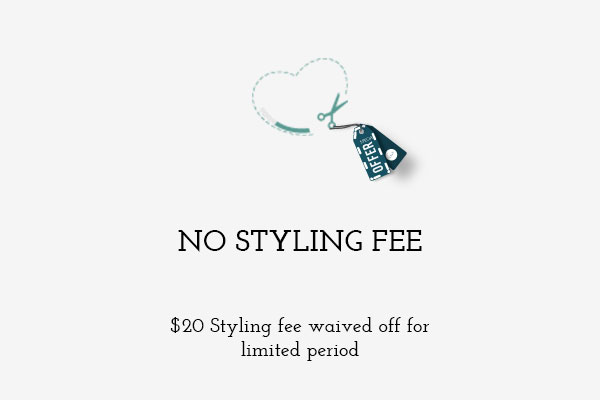 OFFER
NO STYLING FEE
$20 Styling fee waived off for
limited period